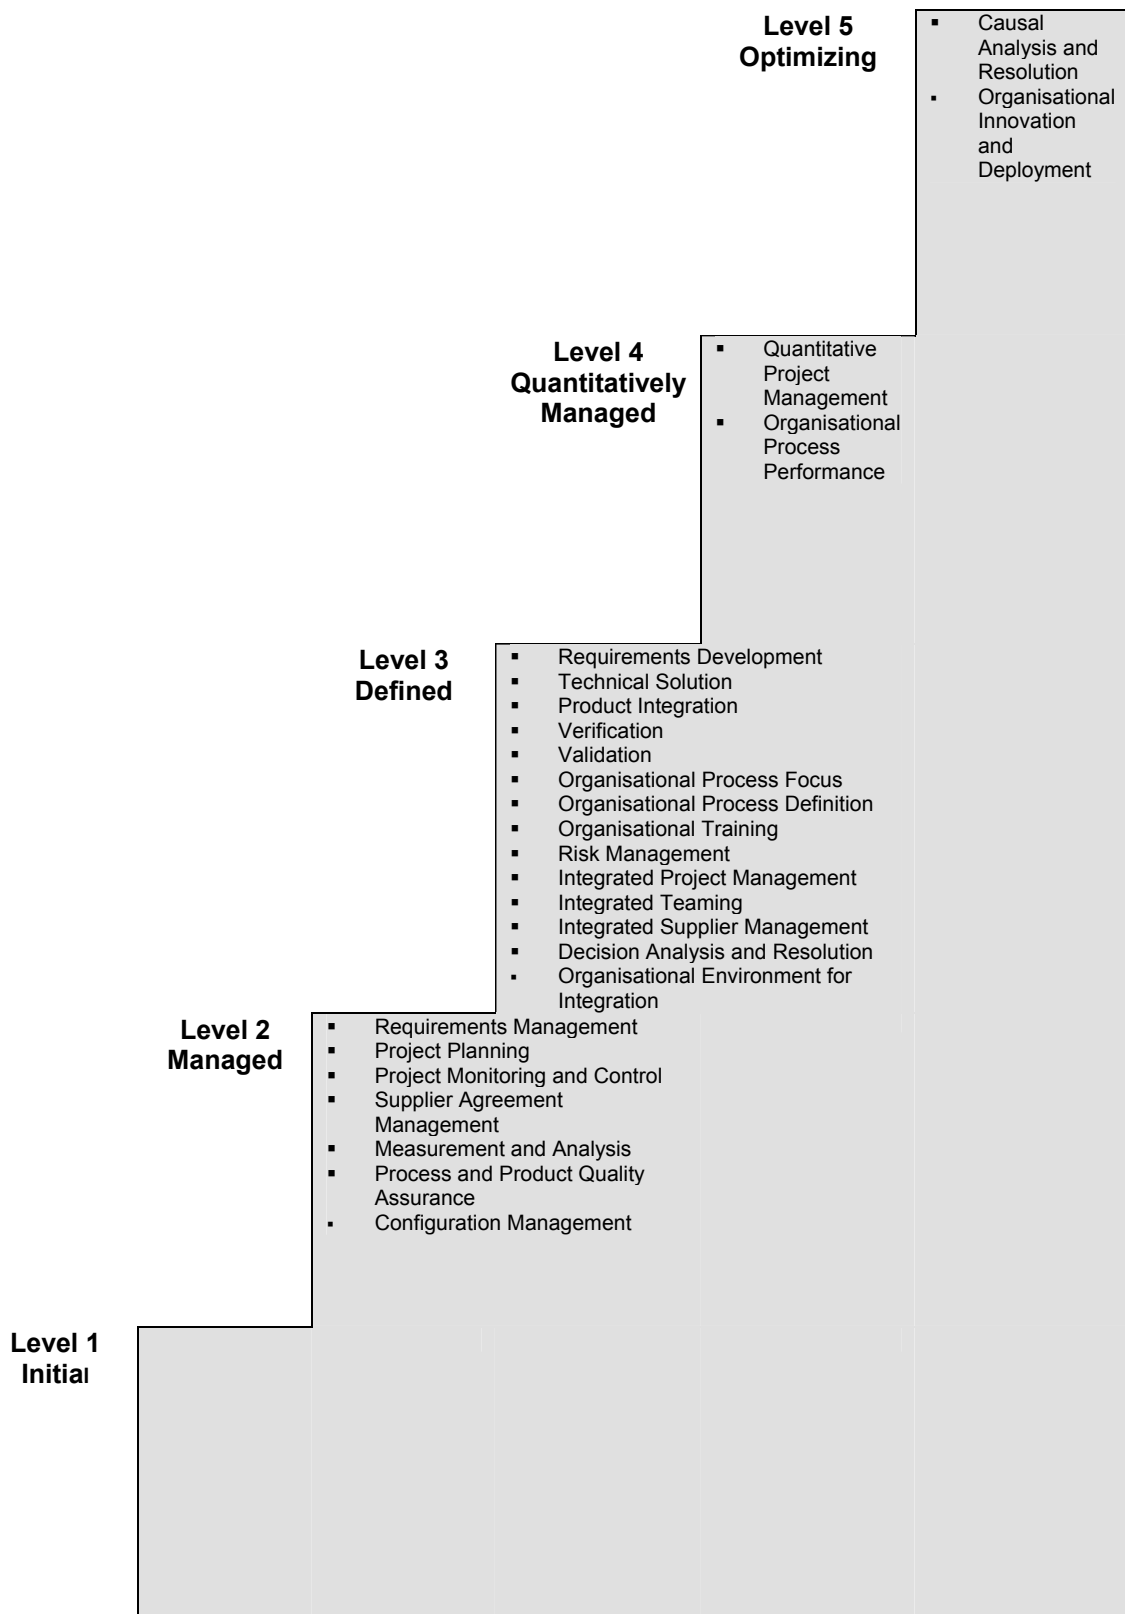 Level 5
Optimizing
▪ Causal
Analysis and
Resolution
▪ Organisational
Innovation
and
Deployment
Level 4
Quantitatively
Managed
▪ Quantitative
Project
Management
▪ Organisational
Process
Performance
Level 3
Defined
▪ Requirements Development
▪ Technical Solution
▪ Product Integration
▪ Verification
▪ Validation
▪ Organisational Process Focus
▪ Organisational Process Definition
▪ Organisational Training
▪ Risk Management
▪ Integrated Project Management
▪ Integrated Teaming
▪ Integrated Supplier Management
▪ Decision Analysis and Resolution
▪ Organisational Environment for
Integration
Level 2
Managed
▪ Requirements Management
▪ Project Planning
▪ Project Monitoring and Control
▪ Supplier Agreement
Management
▪ Measurement and Analysis
▪ Process and Product Quality
Assurance
▪ Configuration Management
Level 1
Initial